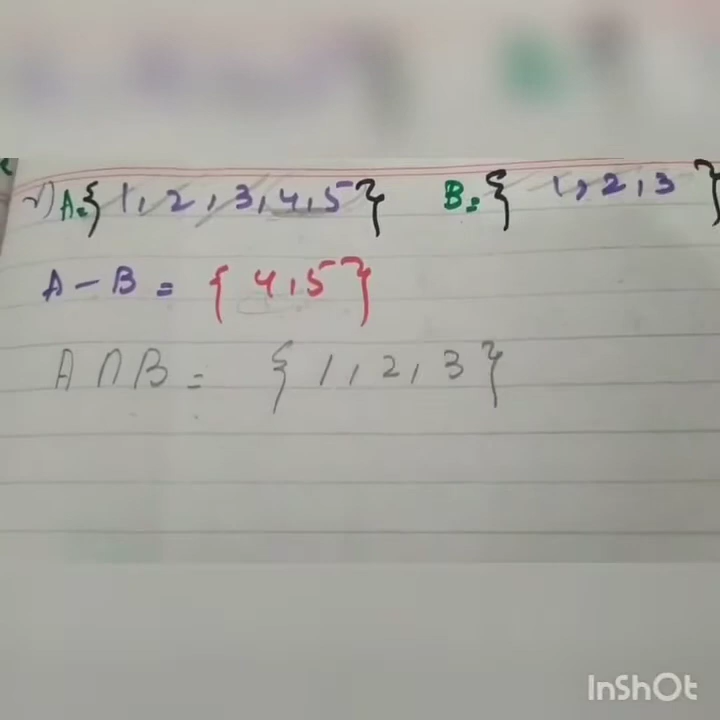 A = { 1, 2, 3, 4, 5 } B = { 1, 2, 3 }
A - B = { 4, 5 }
A ∩ B = { 1, 2, 3 }
InShOt